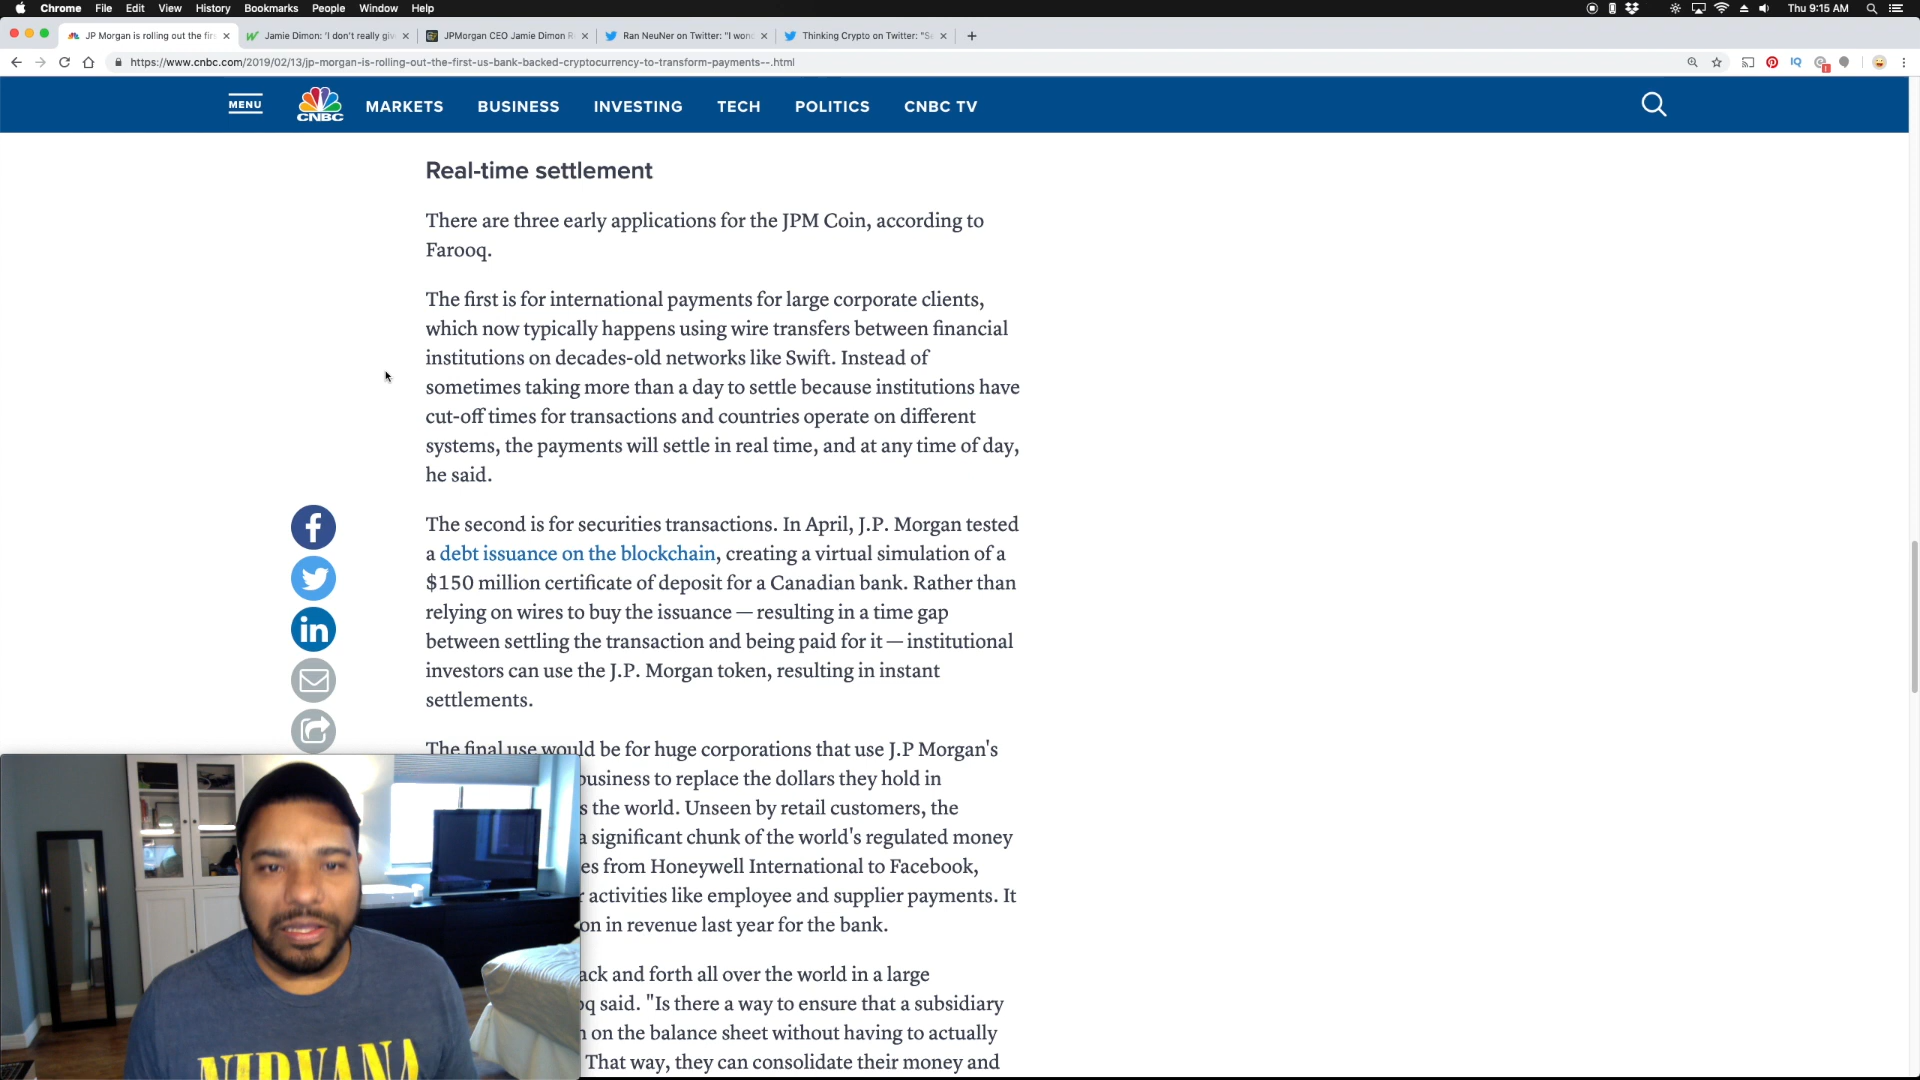 Chrome File Edit View History Bookmarks People Window Help
Thu 9:15 AM
JP Morgan is rolling out the fir
Jamie Dimon: 'I don't really giv
JPMorgan CEO Jamie Dimon R
Ran NeuNer on Twitter: "I won
Thinking Crypto on Twitter: "S
https://www.cnbc.com/2019/02/13/jp-morgan-is-rolling-out-the-first-us-bank-backed-cryptocurrency-to-transform-payments--.html
IQ
MENU
CNBC
MARKETS BUSINESS INVESTING TECH POLITICS CNBC TV
Real-time settlement
There are three early applications for the JPM Coin, according to
Farooq.
The first is for international payments for large corporate clients,
which now typically happens using wire transfers between financial
institutions on decades-old networks like Swift. Instead of
sometimes taking more than a day to settle because institutions have
cut-off times for transactions and countries operate on different
systems, the payments will settle in real time, and at any time of day,
he said.
The second is for securities transactions. In April, J.P. Morgan tested
a debt issuance on the blockchain, creating a virtual simulation of a
$150 million certificate of deposit for a Canadian bank. Rather than
relying on wires to buy the issuance — resulting in a time gap
between settling the transaction and being paid for it — institutional
investors can use the J.P. Morgan token, resulting in instant
settlements.
The final use would be for huge corporations that use J.P Morgan's
business to replace the dollars they hold in
s the world. Unseen by retail customers, the
a significant chunk of the world's regulated money
es from Honeywell International to Facebook,
r activities like employee and supplier payments. It
on in revenue last year for the bank.
ack and forth all over the world in a large
oq said. "Is there a way to ensure that a subsidiary
n on the balance sheet without having to actually
That way, they can consolidate their money and
NIRVANA